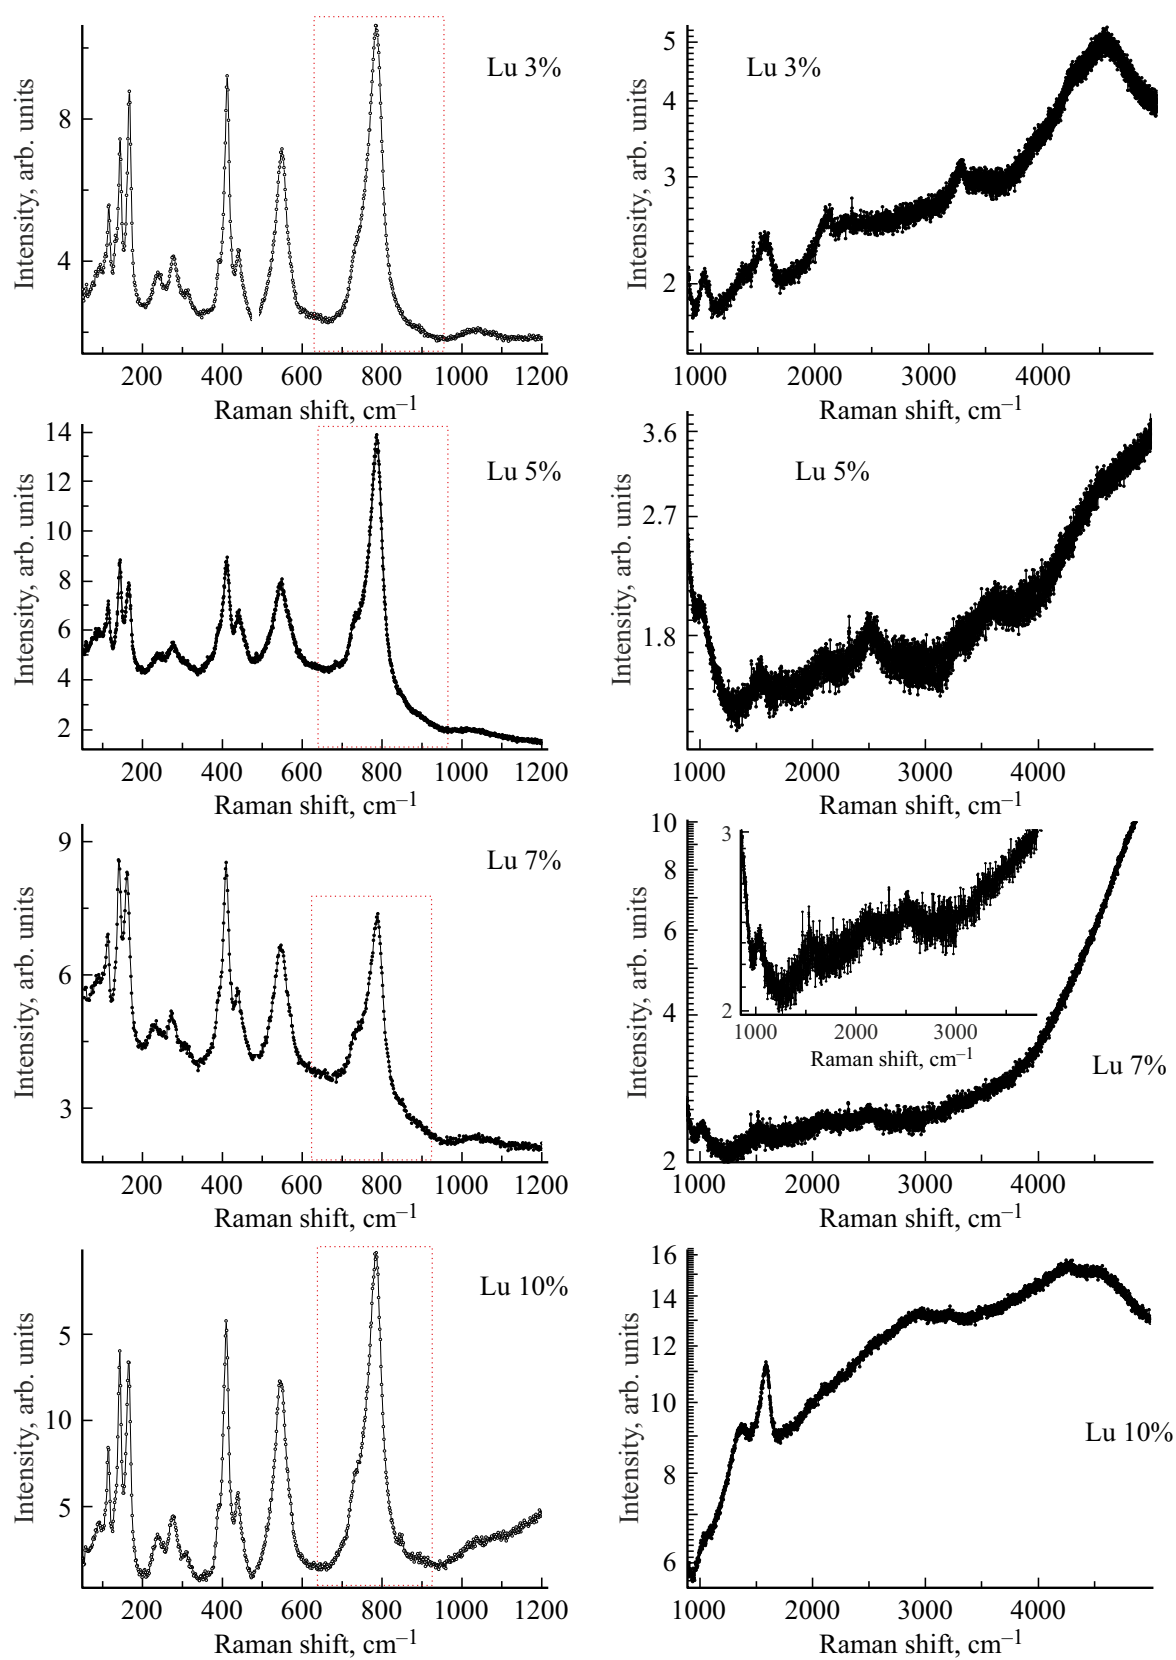 Lu 3%
8
4
Intensity, arb. units
200 400 600 800 1000 1200
Raman shift, cm–1
Lu 3%
5
4
3
2
Intensity, arb. units
1000 2000 3000 4000
Raman shift, cm–1
Lu 5%
14
12
10
8
6
4
2
Intensity, arb. units
200 400 600 800 1000 1200
Raman shift, cm–1
Lu 5%
3.6
2.7
1.8
Intensity, arb. units
1000 2000 3000 4000
Raman shift, cm–1
Lu 7%
9
6
3
Intensity, arb. units
200 400 600 800 1000 1200
Raman shift, cm–1
10
8
6
4
2
Intensity, arb. units
3
2
1000 2000 3000
Raman shift, cm–1
Lu 7%
1000 2000 3000 4000
Raman shift, cm–1
Lu 10%
5
10
5
Intensity, arb. units
200 400 600 800 1000 1200
Raman shift, cm–1
16
14
12
10
8
6
Intensity, arb. units
Lu 10%
1000 2000 3000 4000
Raman shift, cm–1